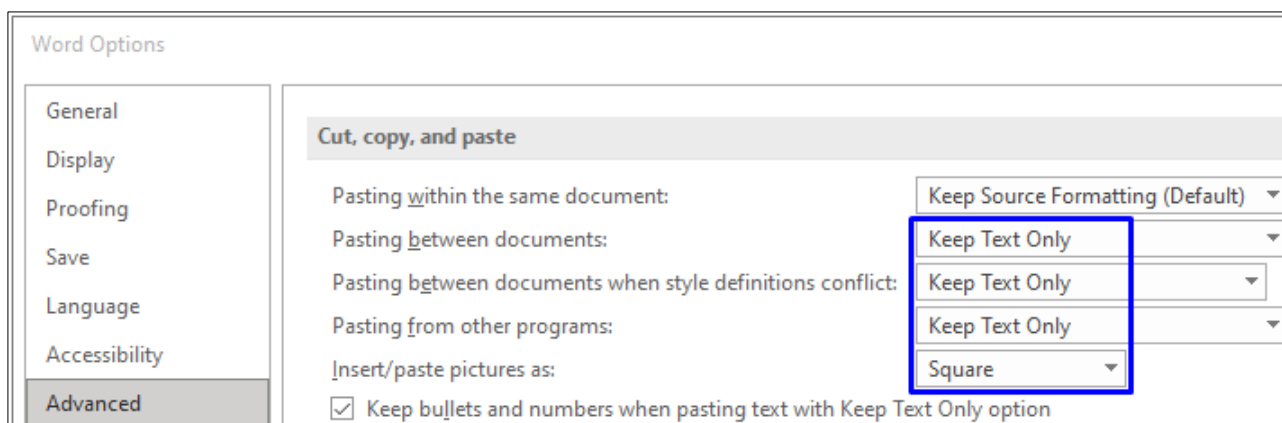 Word Options
General
Display
Proofing
Save
Language
Accessibility
Advanced
Cut, copy, and paste
Pasting within the same document: Keep Source Formatting (Default)
Pasting between documents: Keep Text Only
Pasting between documents when style definitions conflict: Keep Text Only
Pasting from other programs: Keep Text Only
Insert/paste pictures as: Square
Keep bullets and numbers when pasting text with Keep Text Only option